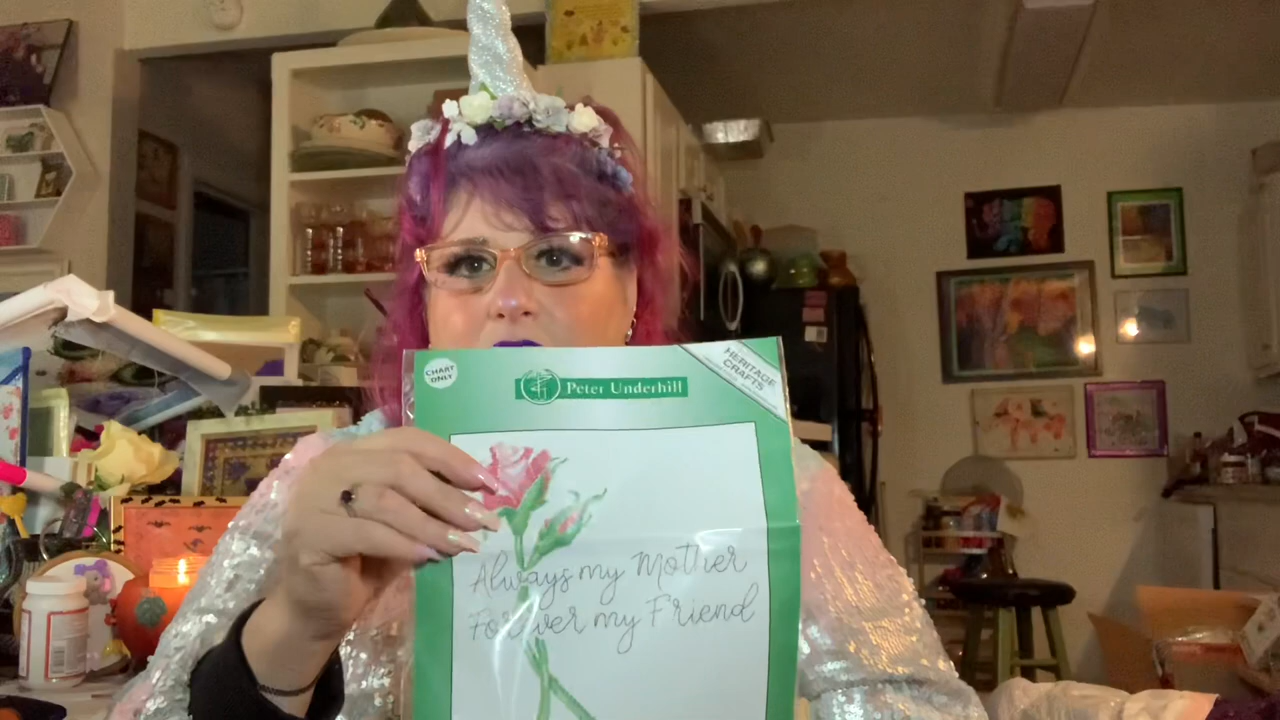 CHART
ONLY
Peter Underhill
HERITAGE
CRAFTS
Always my Mother
Forever my Friend